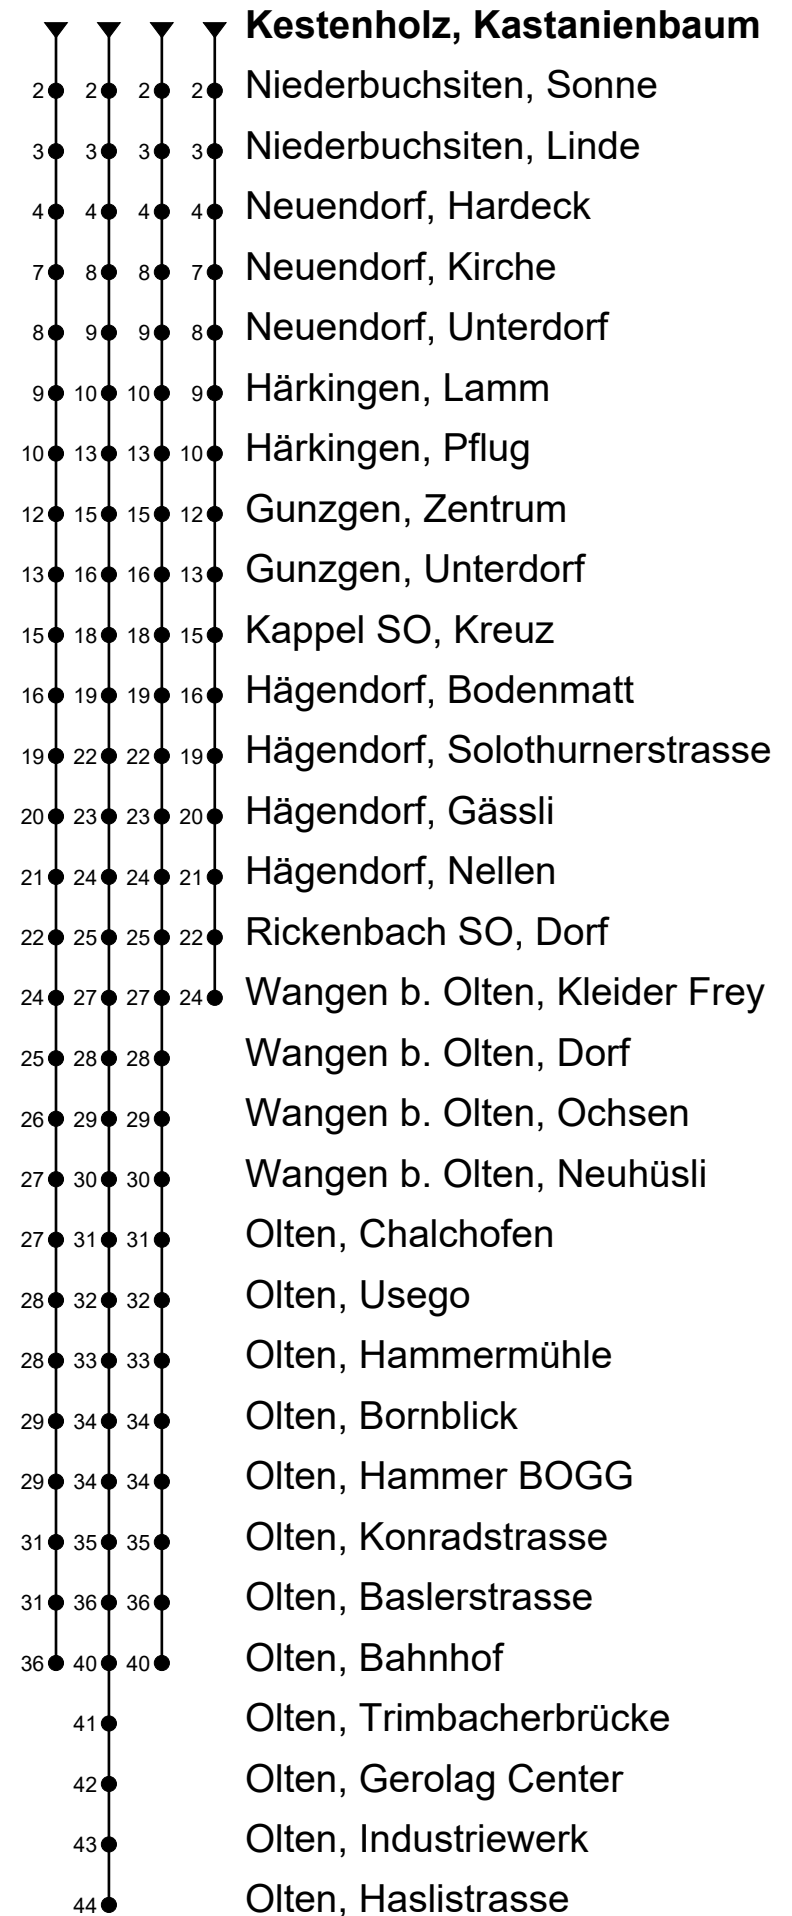 Kestenholz, Kastanienbaum
2 2 2 2 Niederbuchsiten, Sonne
3 3 3 3 Niederbuchsiten, Linde
4 4 4 4 Neuendorf, Hardeck
7 8 8 7 Neuendorf, Kirche
8 9 9 8 Neuendorf, Unterdorf
9 10 10 9 Härkingen, Lamm
10 13 13 10 Härkingen, Pflug
12 15 15 12 Gunzgen, Zentrum
13 16 16 13 Gunzgen, Unterdorf
15 18 18 15 Kappel SO, Kreuz
16 19 19 16 Hägendorf, Bodenmatt
19 22 22 19 Hägendorf, Solothurnerstrasse
20 23 23 20 Hägendorf, Gässli
21 24 24 21 Hägendorf, Nellen
22 25 25 22 Rickenbach SO, Dorf
24 27 27 24 Wangen b. Olten, Kleider Frey
25 28 28 Wangen b. Olten, Dorf
26 29 29 Wangen b. Olten, Ochsen
27 30 30 Wangen b. Olten, Neuhüsli
27 31 31 Olten, Chalchofen
28 32 32 Olten, Usego
28 33 33 Olten, Hammermühle
29 34 34 Olten, Bornblick
29 34 34 Olten, Hammer BOGG
31 35 35 Olten, Konradstrasse
31 36 36 Olten, Baslerstrasse
36 40 40 Olten, Bahnhof
41 Olten, Trimbacherbrücke
42 Olten, Gerolag Center
43 Olten, Industriewerk
44 Olten, Haslistrasse